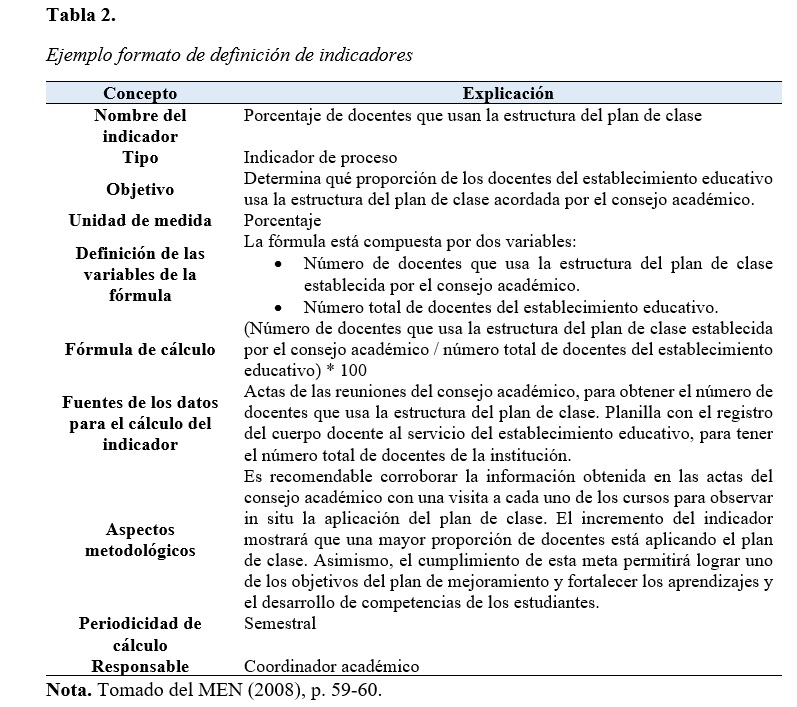 Tabla 2.
Ejemplo formato de definición de indicadores
Concepto Explicación
Nombre del indicador Porcentaje de docentes que usan la estructura del plan de clase
Tipo Indicador de proceso
Objetivo Determina qué proporción de los docentes del establecimiento educativo
usa la estructura del plan de clase acordada por el consejo académico.
Unidad de medida Porcentaje
Definición de las
variables de la
fórmula
La fórmula está compuesta por dos variables:
• Número de docentes que usa la estructura del plan de clase
establecida por el consejo académico.
• Número total de docentes del establecimiento educativo.
Fórmula de cálculo
(Número de docentes que usa la estructura del plan de clase establecida
por el consejo académico / número total de docentes del establecimiento
educativo) * 100
Fuentes de los datos
para el cálculo del
indicador
Actas de las reuniones del consejo académico, para obtener el número de
docentes que usa la estructura del plan de clase. Planilla con el registro
del cuerpo docente al servicio del establecimiento educativo, para tener
el número total de docentes de la institución.
Aspectos
metodológicos
Es recomendable corroborar la información obtenida en las actas del
consejo académico con una visita a cada uno de los cursos para observar
in situ la aplicación del plan de clase. El incremento del indicador
mostrará que una mayor proporción de docentes está aplicando el plan
de clase. Asimismo, el cumplimiento de esta meta permitirá lograr uno
de los objetivos del plan de mejoramiento y fortalecer los aprendizajes y
el desarrollo de competencias de los estudiantes.
Periodicidad de
cálculo
Semestral
Responsable Coordinador académico
Nota. Tomado del MEN (2008), p. 59-60.